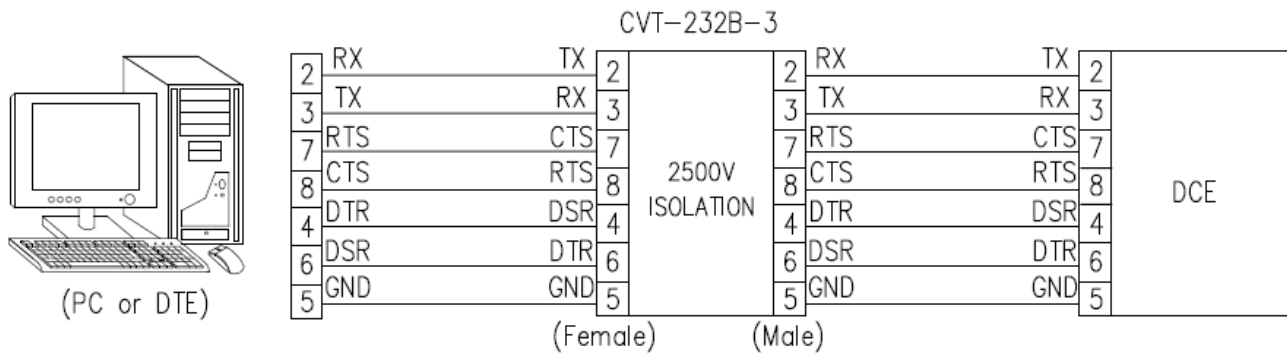 CVT-232B-3
2 RX TX 2 2 RX TX 2
3 TX RX 3 3 TX RX 3
7 RTS CTS 7 7 RTS CTS 7
8 CTS RTS 8 8 CTS RTS 8
2500V
ISOLATION
DCE
4 DTR DSR 4 4 DTR DSR 4
6 DSR DTR 6 6 DSR DTR 6
5 GND GND 5 5 GND GND 5
(PC or DTE)
(Female) (Male)